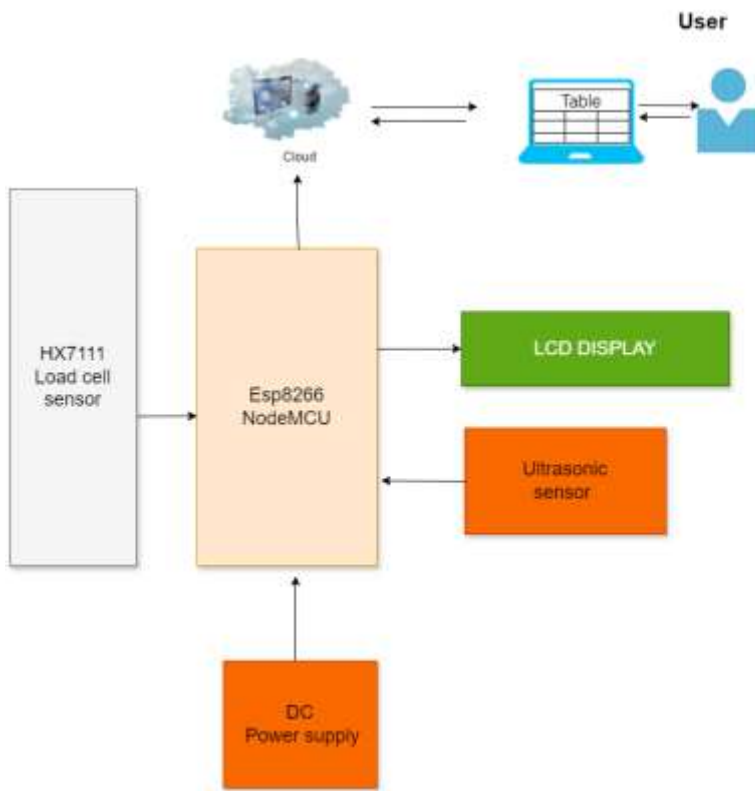 User
Table
Cloud
HX7111
Load cell
sensor
Esp8266
NodeMCU
LCD DISPLAY
Ultrasonic
sensor
DC
Power supply